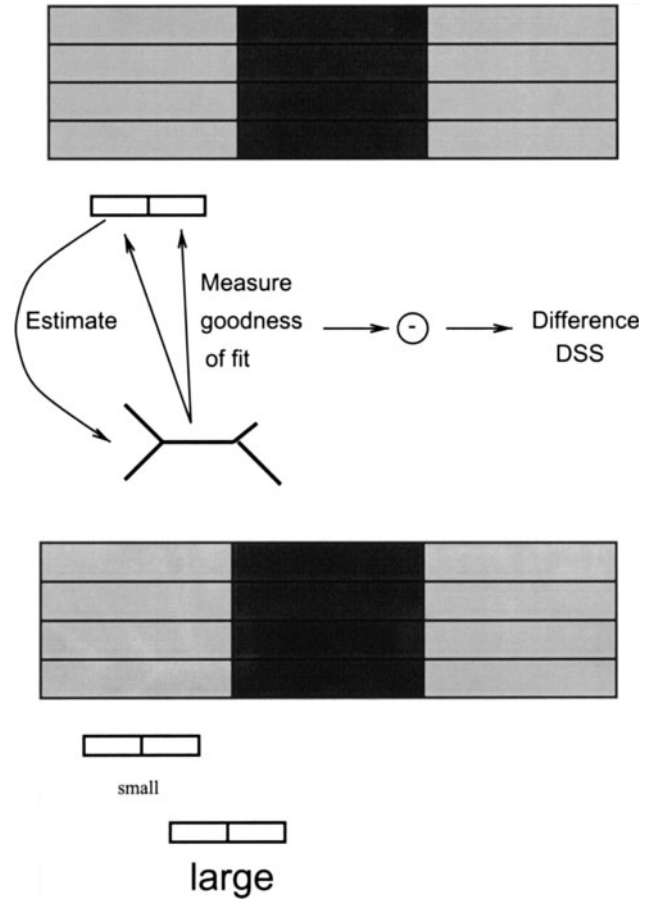 Estimate
Measure
goodness
of fit
-
Difference
DSS
small
large